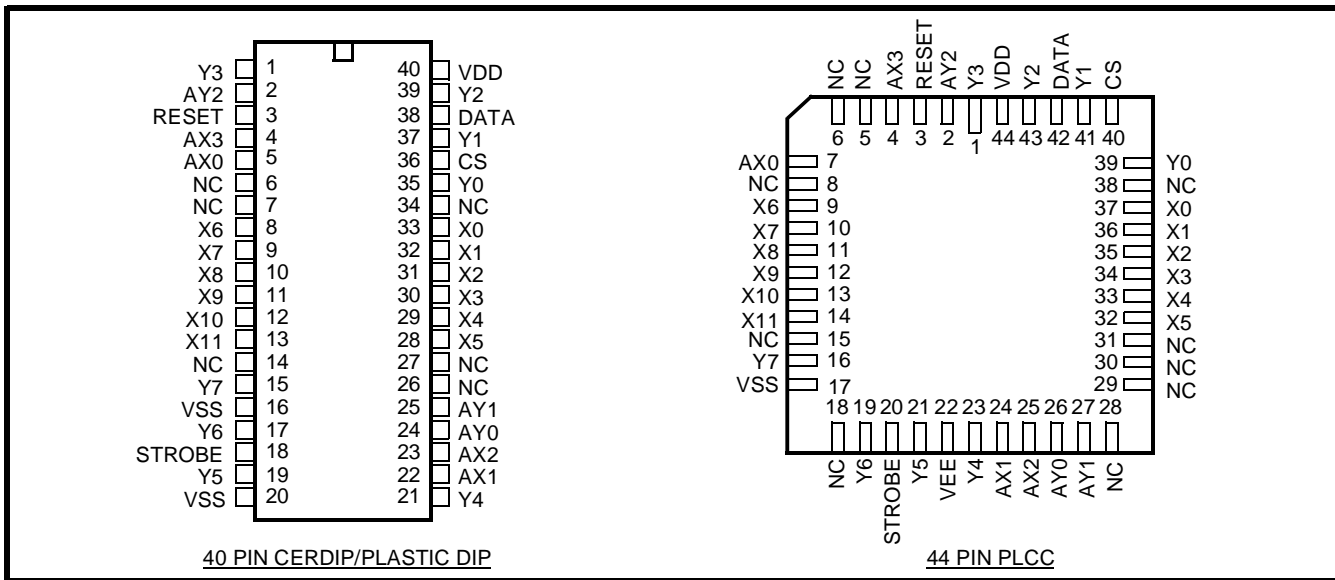 Y3 1 40 VDD
AY2 2 39 Y2
RESET 3 38 DATA
AX3 4 37 Y1
AX0 5 36 CS
NC 6 35 Y0
NC 7 34 NC
X6 8 33 X0
X7 9 32 X1
X8 10 31 X2
X9 11 30 X3
X10 12 29 X4
X11 13 28 X5
NC 14 27 NC
Y7 15 26 NC
VSS 16 25 AY1
Y6 17 24 AY0
STROBE 18 23 AX2
Y5 19 22 AX1
VSS 20 21 Y4
40 PIN CERDIP/PLASTIC DIP
NC NC AX3 RESET AY2 Y3 VDD Y2 DATA Y1 CS
6 5 4 3 2 1 44 43 42 41 40
AX0 7 39 Y0
NC 8 38 NC
X6 9 37 X0
X7 10 36 X1
X8 11 35 X2
X9 12 34 X3
X10 13 33 X4
X11 14 32 X5
NC 15 31 NC
Y7 16 30 NC
VSS 17 29 NC
18 19 20 21 22 23 24 25 26 27 28
NC Y6 STROBE Y5 VEE Y4 AX1 AX2 AY0 AY1 NC
44 PIN PLCC